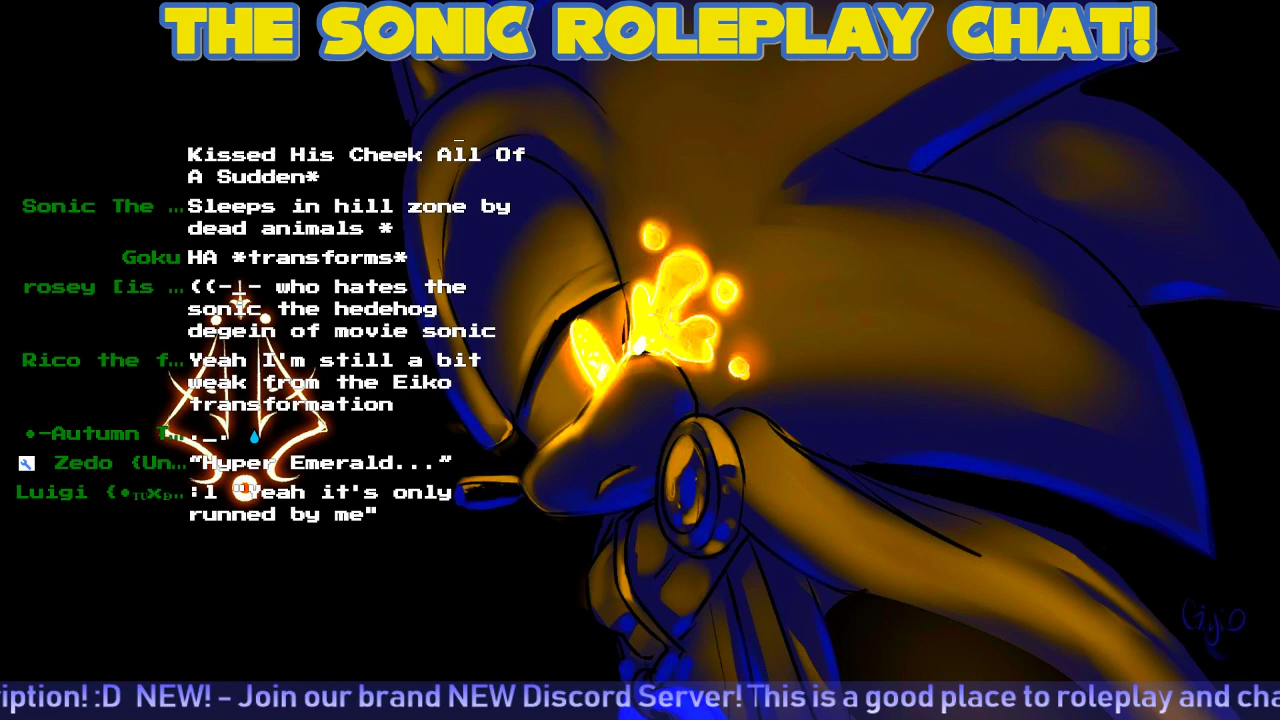 THE SONIC ROLEPLAY CHAT!
Kissed His Cheek All Of
A Sudden*
Sonic The ... Sleeps in hill zone by
dead animals *
Goku HA *transforms*
rosey [is ... ((-_- who hates the
sonic the hedehog
degein of movie sonic
Rico the f... Yeah I'm still a bit
weak from the Eiko
transformation
•-Autumn T... ._. 💧
Zedo {Un... "Hyper Emerald..."
Luigi {•πx... :l "Yeah it's only
runned by me"
iption! :D NEW! - Join our brand NEW Discord Server! This is a good place to roleplay and cha